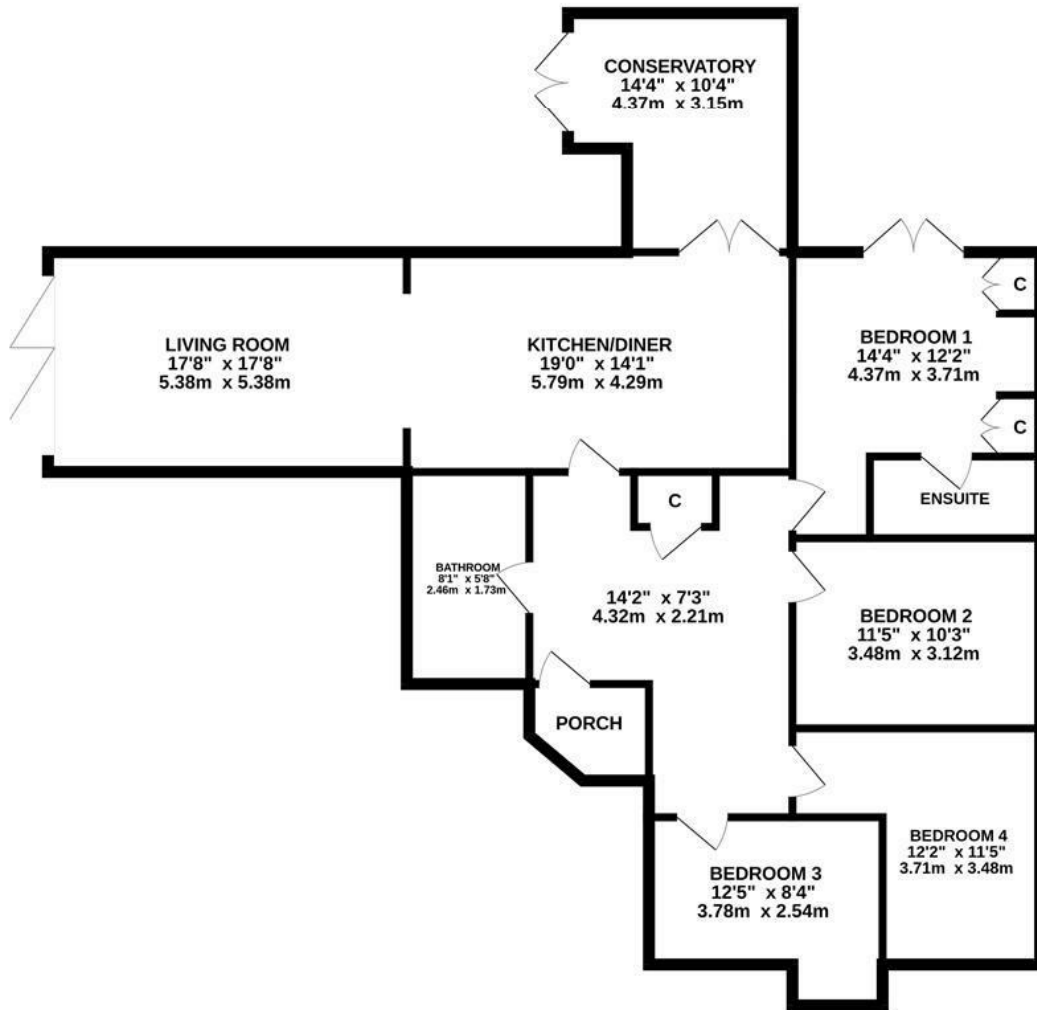 CONSERVATORY
14'4" x 10'4"
4.37m x 3.15m
LIVING ROOM
17'8" x 17'8"
5.38m x 5.38m
KITCHEN/DINER
19'0" x 14'1"
5.79m x 4.29m
BEDROOM 1
14'4" x 12'2"
4.37m x 3.71m
C
C
ENSUITE
C
BATHROOM
8'1" x 5'8"
2.46m x 1.73m
14'2" x 7'3"
4.32m x 2.21m
BEDROOM 2
11'5" x 10'3"
3.48m x 3.12m
PORCH
BEDROOM 3
12'5" x 8'4"
3.78m x 2.54m
BEDROOM 4
12'2" x 11'5"
3.71m x 3.48m